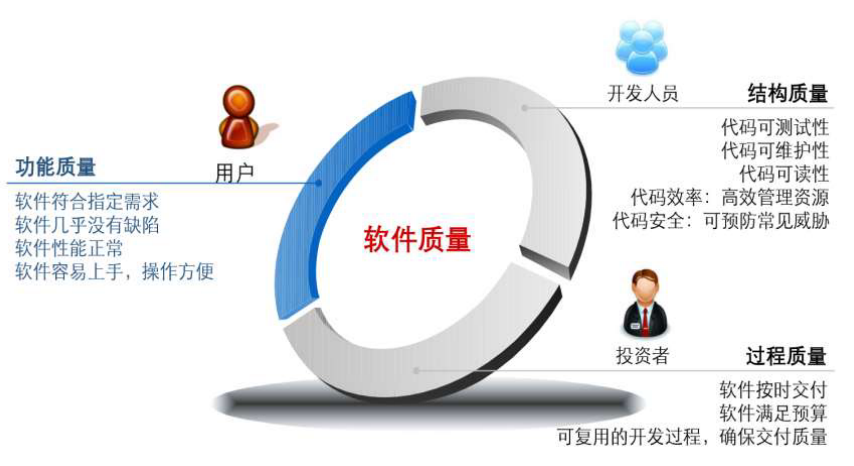 用户
功能质量
软件符合指定需求
软件几乎没有缺陷
软件性能正常
软件容易上手，操作方便
软件质量
开发人员
结构质量
代码可测试性
代码可维护性
代码可读性
代码效率：高效管理资源
代码安全：可预防常见威胁
投资者
过程质量
软件按时交付
软件满足预算
可复用的开发过程，确保交付质量